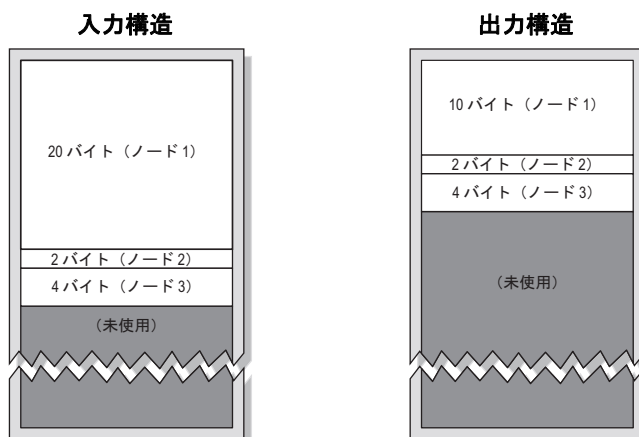 入力構造
20 バイト（ノード 1）
2 バイト（ノード 2）
4 バイト（ノード 3）
（未使用）
出力構造
10 バイト（ノード 1）
2 バイト（ノード 2）
4 バイト（ノード 3）
（未使用）